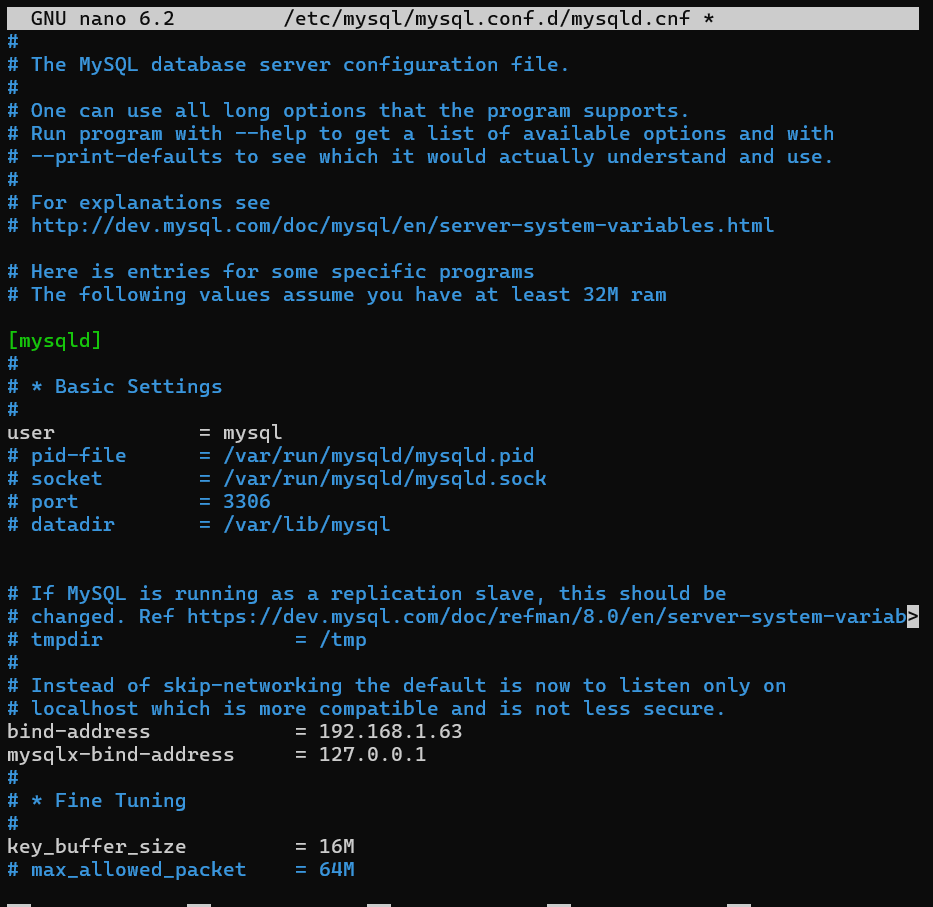 GNU nano 6.2 /etc/mysql/mysql.conf.d/mysqld.cnf *
#
# The MySQL database server configuration file.
#
# One can use all long options that the program supports.
# Run program with --help to get a list of available options and with
# --print-defaults to see which it would actually understand and use.
#
# For explanations see
# http://dev.mysql.com/doc/mysql/en/server-system-variables.html
# Here is entries for some specific programs
# The following values assume you have at least 32M ram
[mysqld]
#
# * Basic Settings
#
user = mysql
# pid-file = /var/run/mysqld/mysqld.pid
# socket = /var/run/mysqld/mysqld.sock
# port = 3306
# datadir = /var/lib/mysql
# If MySQL is running as a replication slave, this should be
# changed. Ref https://dev.mysql.com/doc/refman/8.0/en/server-system-variab>
# tmpdir = /tmp
#
# Instead of skip-networking the default is now to listen only on
# localhost which is more compatible and is not less secure.
bind-address = 192.168.1.63
mysqlx-bind-address = 127.0.0.1
#
# * Fine Tuning
#
key_buffer_size = 16M
# max_allowed_packet = 64M